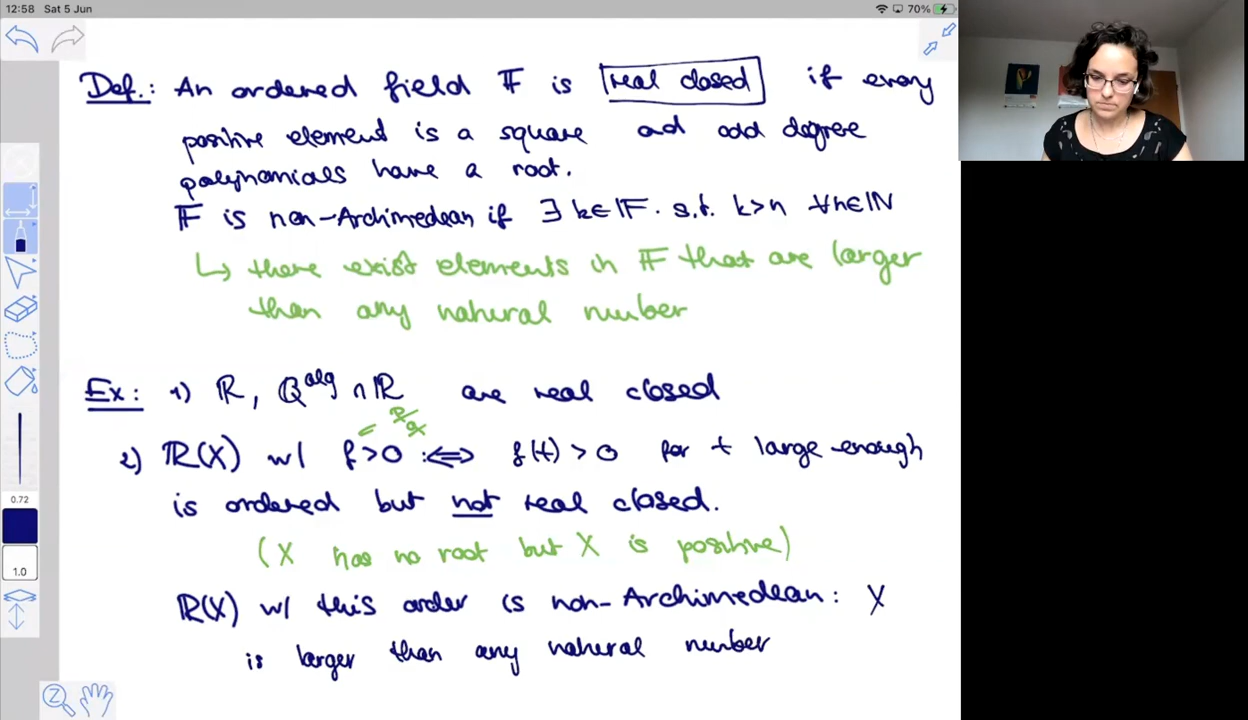 12:58 Sat 5 Jun
70%
Def.: An ordered field 𝔽 is real closed if every
positive element is a square and odd degree
polynomials have a root.
𝔽 is non-Archimedean if ∃ k∈𝔽 s.t. k>n ∀n∈ℕ
↳ there exist elements in 𝔽 that are larger
than any natural number
Ex: 1) ℝ, ℚ^alg ∩ ℝ are real closed
P/Q
2) ℝ(X) w/ f>0 :⟺ f(t)>0 for t large enough
is ordered but not real closed.
(X has no root but X is positive)
ℝ(X) w/ this order is non-Archimedean: X
is larger than any natural number
0.72
1.0
Z